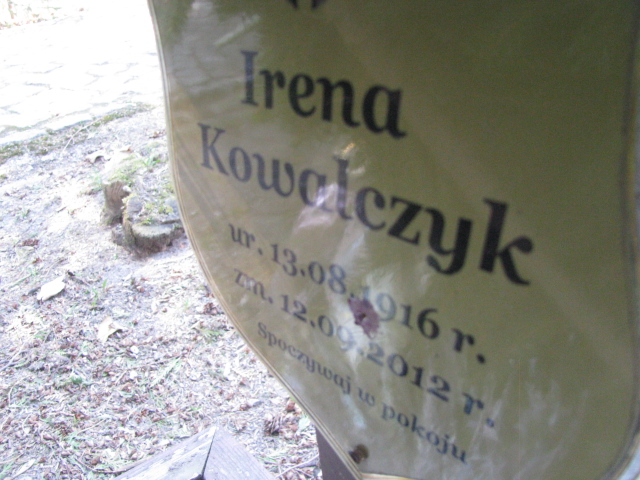 Irena
Kowalczyk
ur. 13.08.1916 r.
zm. 12.09.2012 r.
Spoczywaj w pokoju